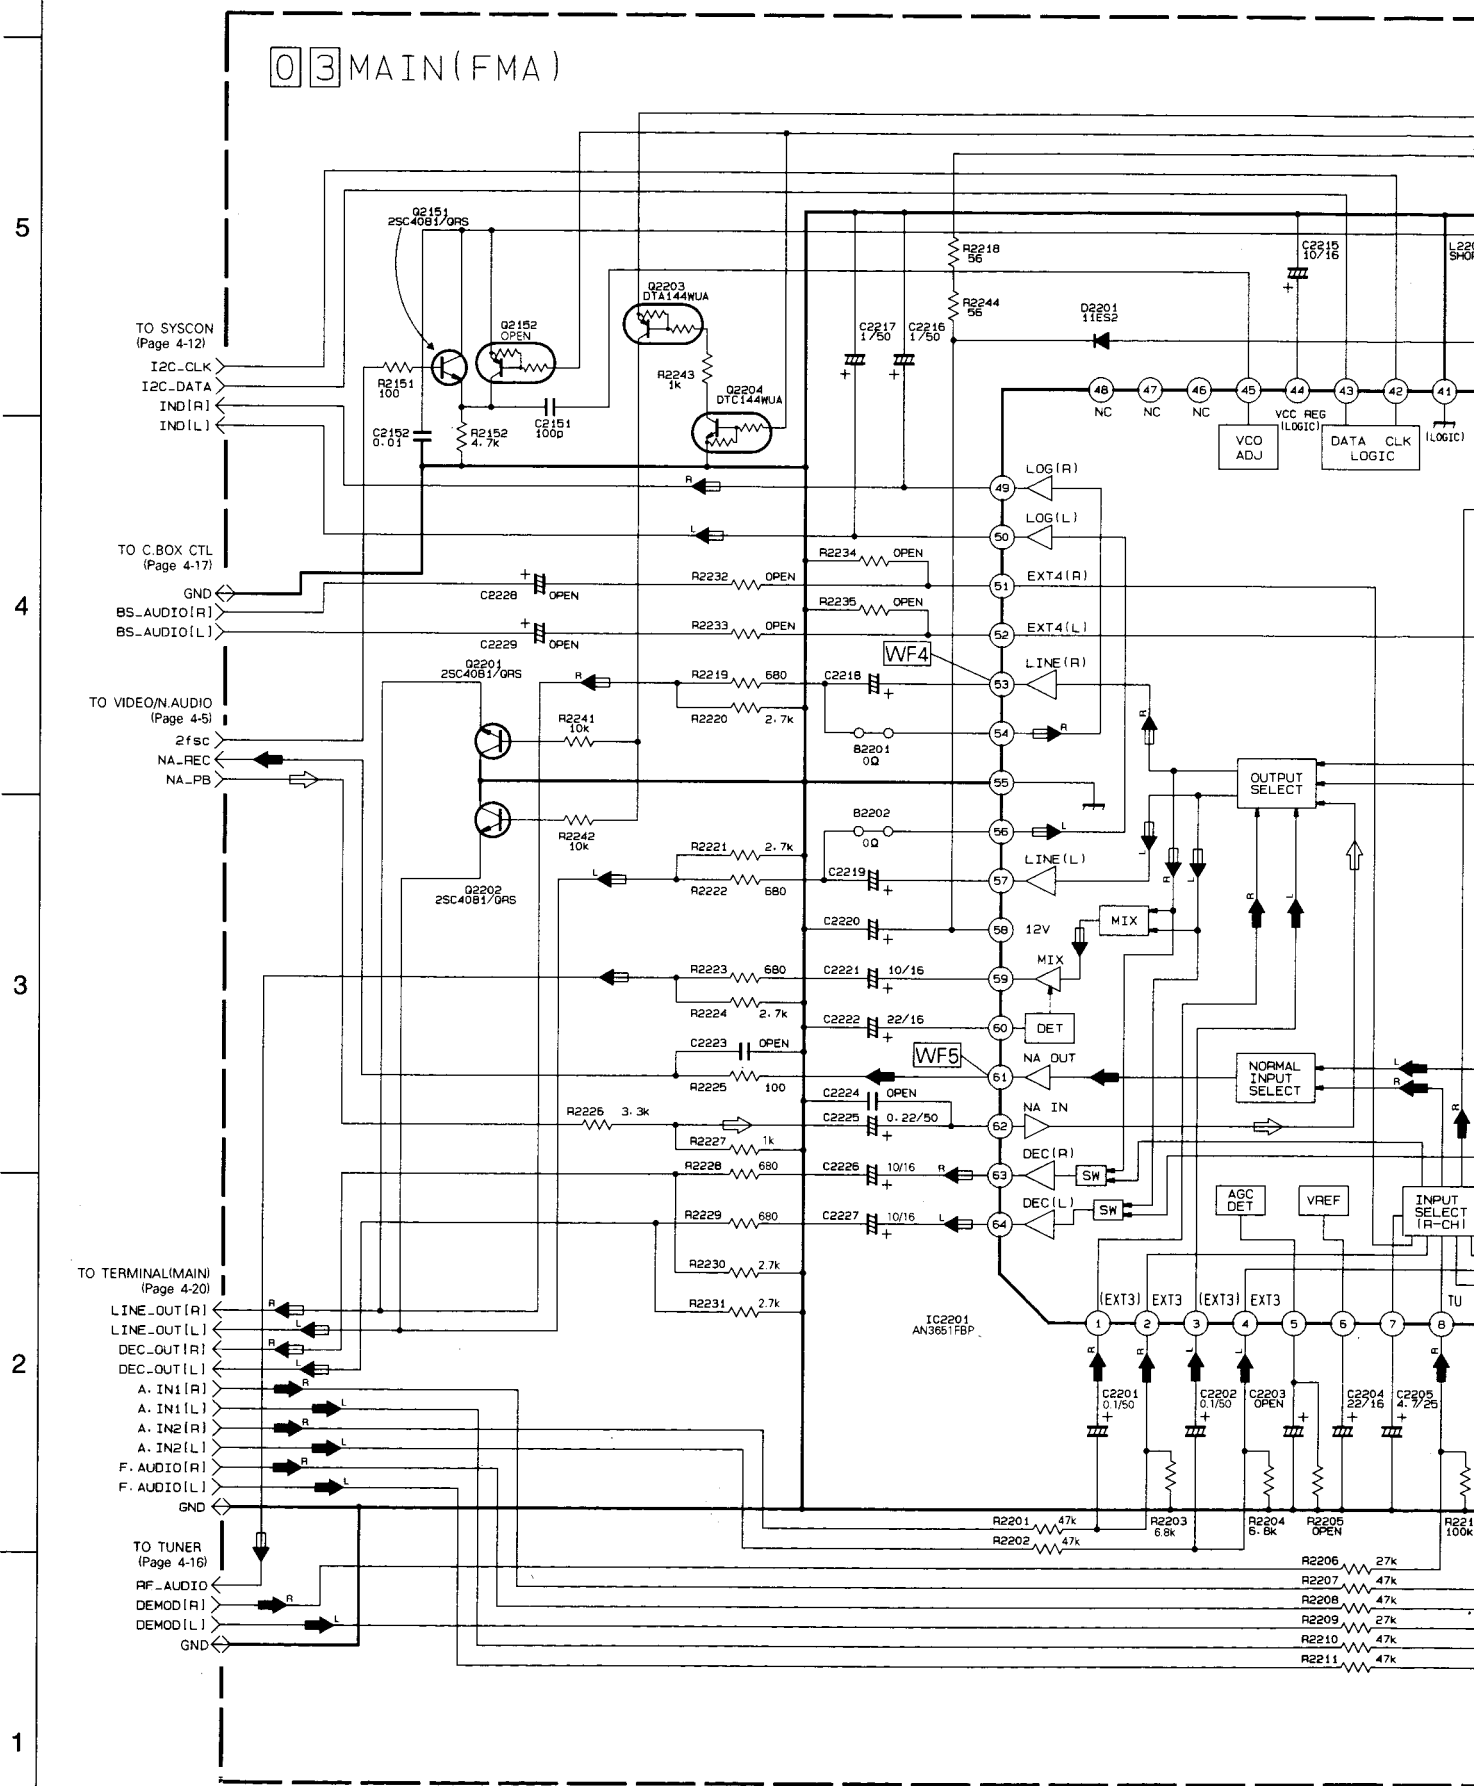 03MAIN(FMA)
5
4
3
2
1
TO SYSCON
(Page 4-12)
I2C_CLK
I2C_DATA
IND[R]
IND[L]
TO C.BOX CTL
(Page 4-17)
GND
BS_AUDIO[R]
BS_AUDIO[L]
TO VIDEO/N.AUDIO
(Page 4-5)
2fsc
NA_REC
NA_PB
TO TERMINAL(MAIN)
(Page 4-20)
LINE_OUT[R]
LINE_OUT[L]
DEC_OUT[R]
DEC_OUT[L]
A.IN1[R]
A.IN1[L]
A.IN2[R]
A.IN2[L]
F.AUDIO[R]
F.AUDIO[L]
GND
TO TUNER
(Page 4-16)
RF_AUDIO
DEMOD[R]
DEMOD[L]
GND
Q2151
2SC4081/QRS
Q2152
OPEN
R2151
100
C2152
0.01
R2152
4.7k
C2151
100p
Q2203
DTA144WUA
R2243
1k
Q2204
DTC144WUA
C2217
1/50
C2216
1/50
R2218
56
R2244
56
D2201
11ES2
C2215
10/16
48
47
46
45
44
43
42
41
NC
NC
NC
VCC REG
(LOGIC)
(LOGIC)
VCO
ADJ
DATA CLK
LOGIC
49
LOG(R)
50
LOG(L)
R2234
OPEN
51
EXT4(R)
C2228
OPEN
R2232
OPEN
R2235
OPEN
52
EXT4(L)
C2229
OPEN
R2233
OPEN
WF4
LINE(R)
53
Q2201
2SC4081/QRS
R2219
680
C2218
R2220
2.7k
R2241
10k
B2201
0Ω
54
55
OUTPUT
SELECT
R2242
10k
Q2202
2SC4081/QRS
B2202
0Ω
56
R2221
2.7k
LINE(L)
57
R2222
680
C2219
C2220
58
12V
MIX
R2223
680
C2221
10/16
59
MIX
R2224
2.7k
C2222
22/16
60
DET
C2223
OPEN
WF5
NA OUT
61
R2225
100
NORMAL
INPUT
SELECT
C2224
OPEN
R2226
3.3k
C2225
0.22/50
62
NA IN
R2227
1k
R2228
680
C2226
10/16
63
DEC(R)
SW
R2229
680
C2227
10/16
64
DEC(L)
SW
AGC
DET
VREF
INPUT
SELECT
(R-CH)
R2230
2.7k
R2231
2.7k
IC2201
AN3651FBP
(EXT3)
EXT3
(EXT3)
EXT3
TU
1
2
3
4
5
6
7
8
C2201
0.1/50
C2202
0.1/50
C2203
OPEN
C2204
22/16
C2205
4.7/25
R2201
47k
R2202
47k
R2203
6.8k
R2204
6.8k
R2205
OPEN
100k
R2206
27k
R2207
47k
R2208
47k
R2209
27k
R2210
47k
R2211
47k